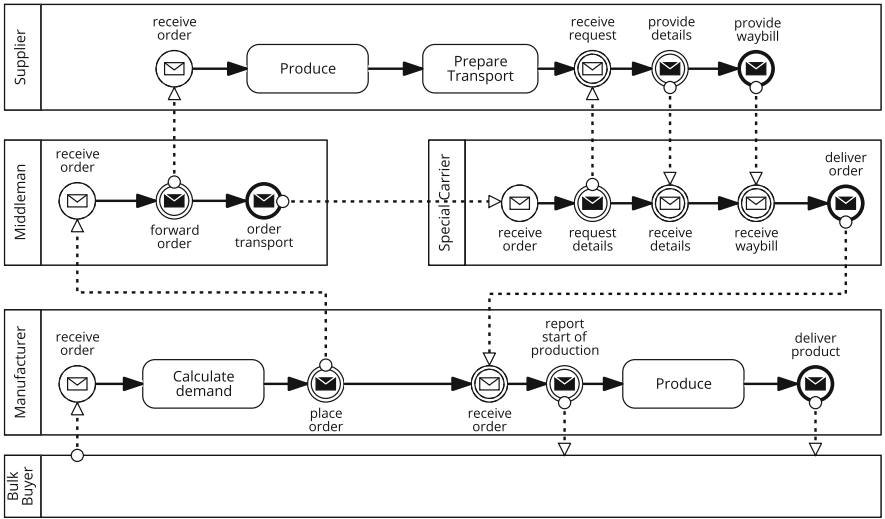 Supplier
receive
order
Produce
Prepare
Transport
receive
request
provide
details
provide
waybill
Middleman
receive
order
forward
order
order
transport
Special Carrier
receive
order
request
details
receive
details
receive
waybill
deliver
order
Manufacturer
receive
order
Calculate
demand
place
order
receive
order
report
start of
production
Produce
deliver
product
Bulk
Buyer